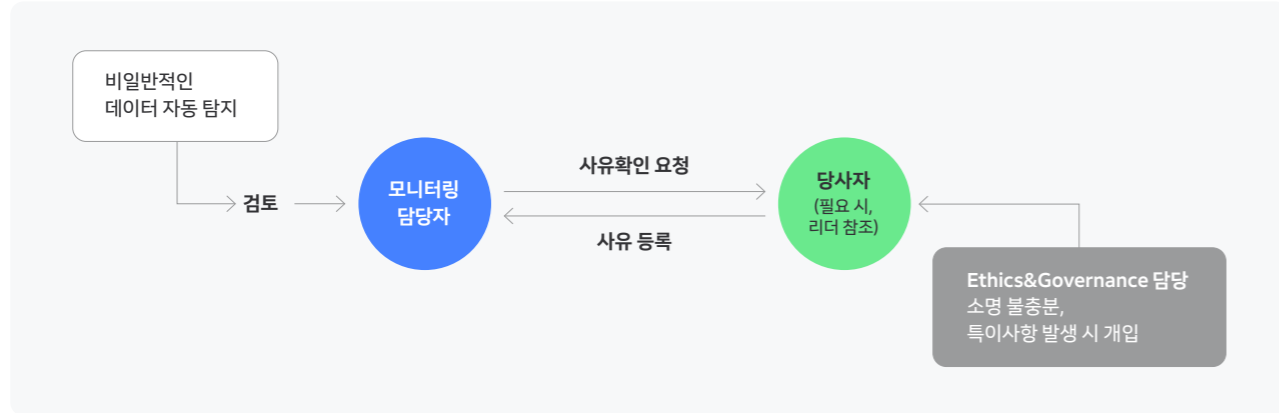 비일반적인
데이터 자동 탐지
검토
모니터링
담당자
사유확인 요청
사유 등록
당사자
(필요 시,
리더 참조)
Ethics&Governance 담당
소명 불충분,
특이사항 발생 시 개입